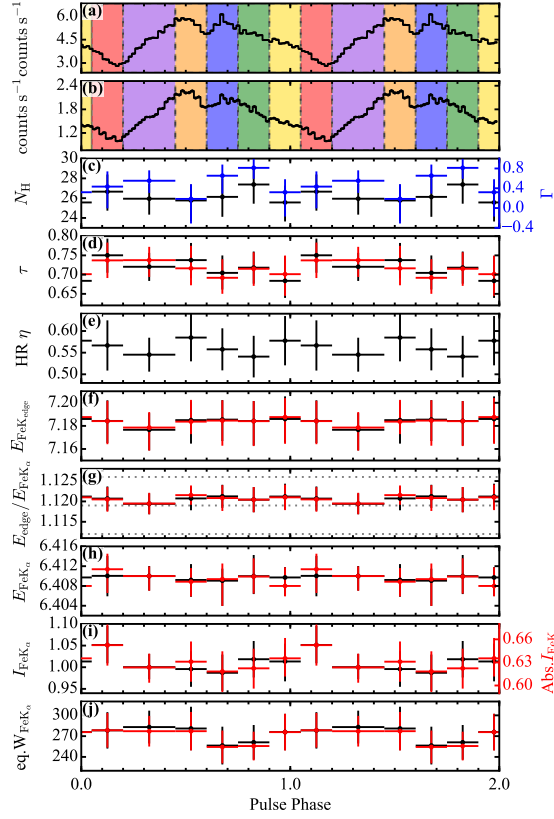 (a)
counts s⁻¹
6.0
4.5
3.0
(b)
counts s⁻¹
2.4
1.8
1.2
(c)
N_H
30
28
26
24
0.8
0.4
0.0
−0.4
Γ
(d)
τ
0.80
0.75
0.70
0.65
(e)
HR η
0.60
0.55
0.50
(f)
E_FeK_edge
7.20
7.18
7.16
(g)
E_edge/E_FeK_α
1.125
1.120
1.115
(h)
E_FeK_α
6.416
6.412
6.408
6.404
(i)
I_FeK_α
1.10
1.05
1.00
0.95
0.66
0.63
0.60
Abs.I_FeK
(j)
eq.W_FeK_α
300
270
240
0.0
1.0
2.0
Pulse Phase